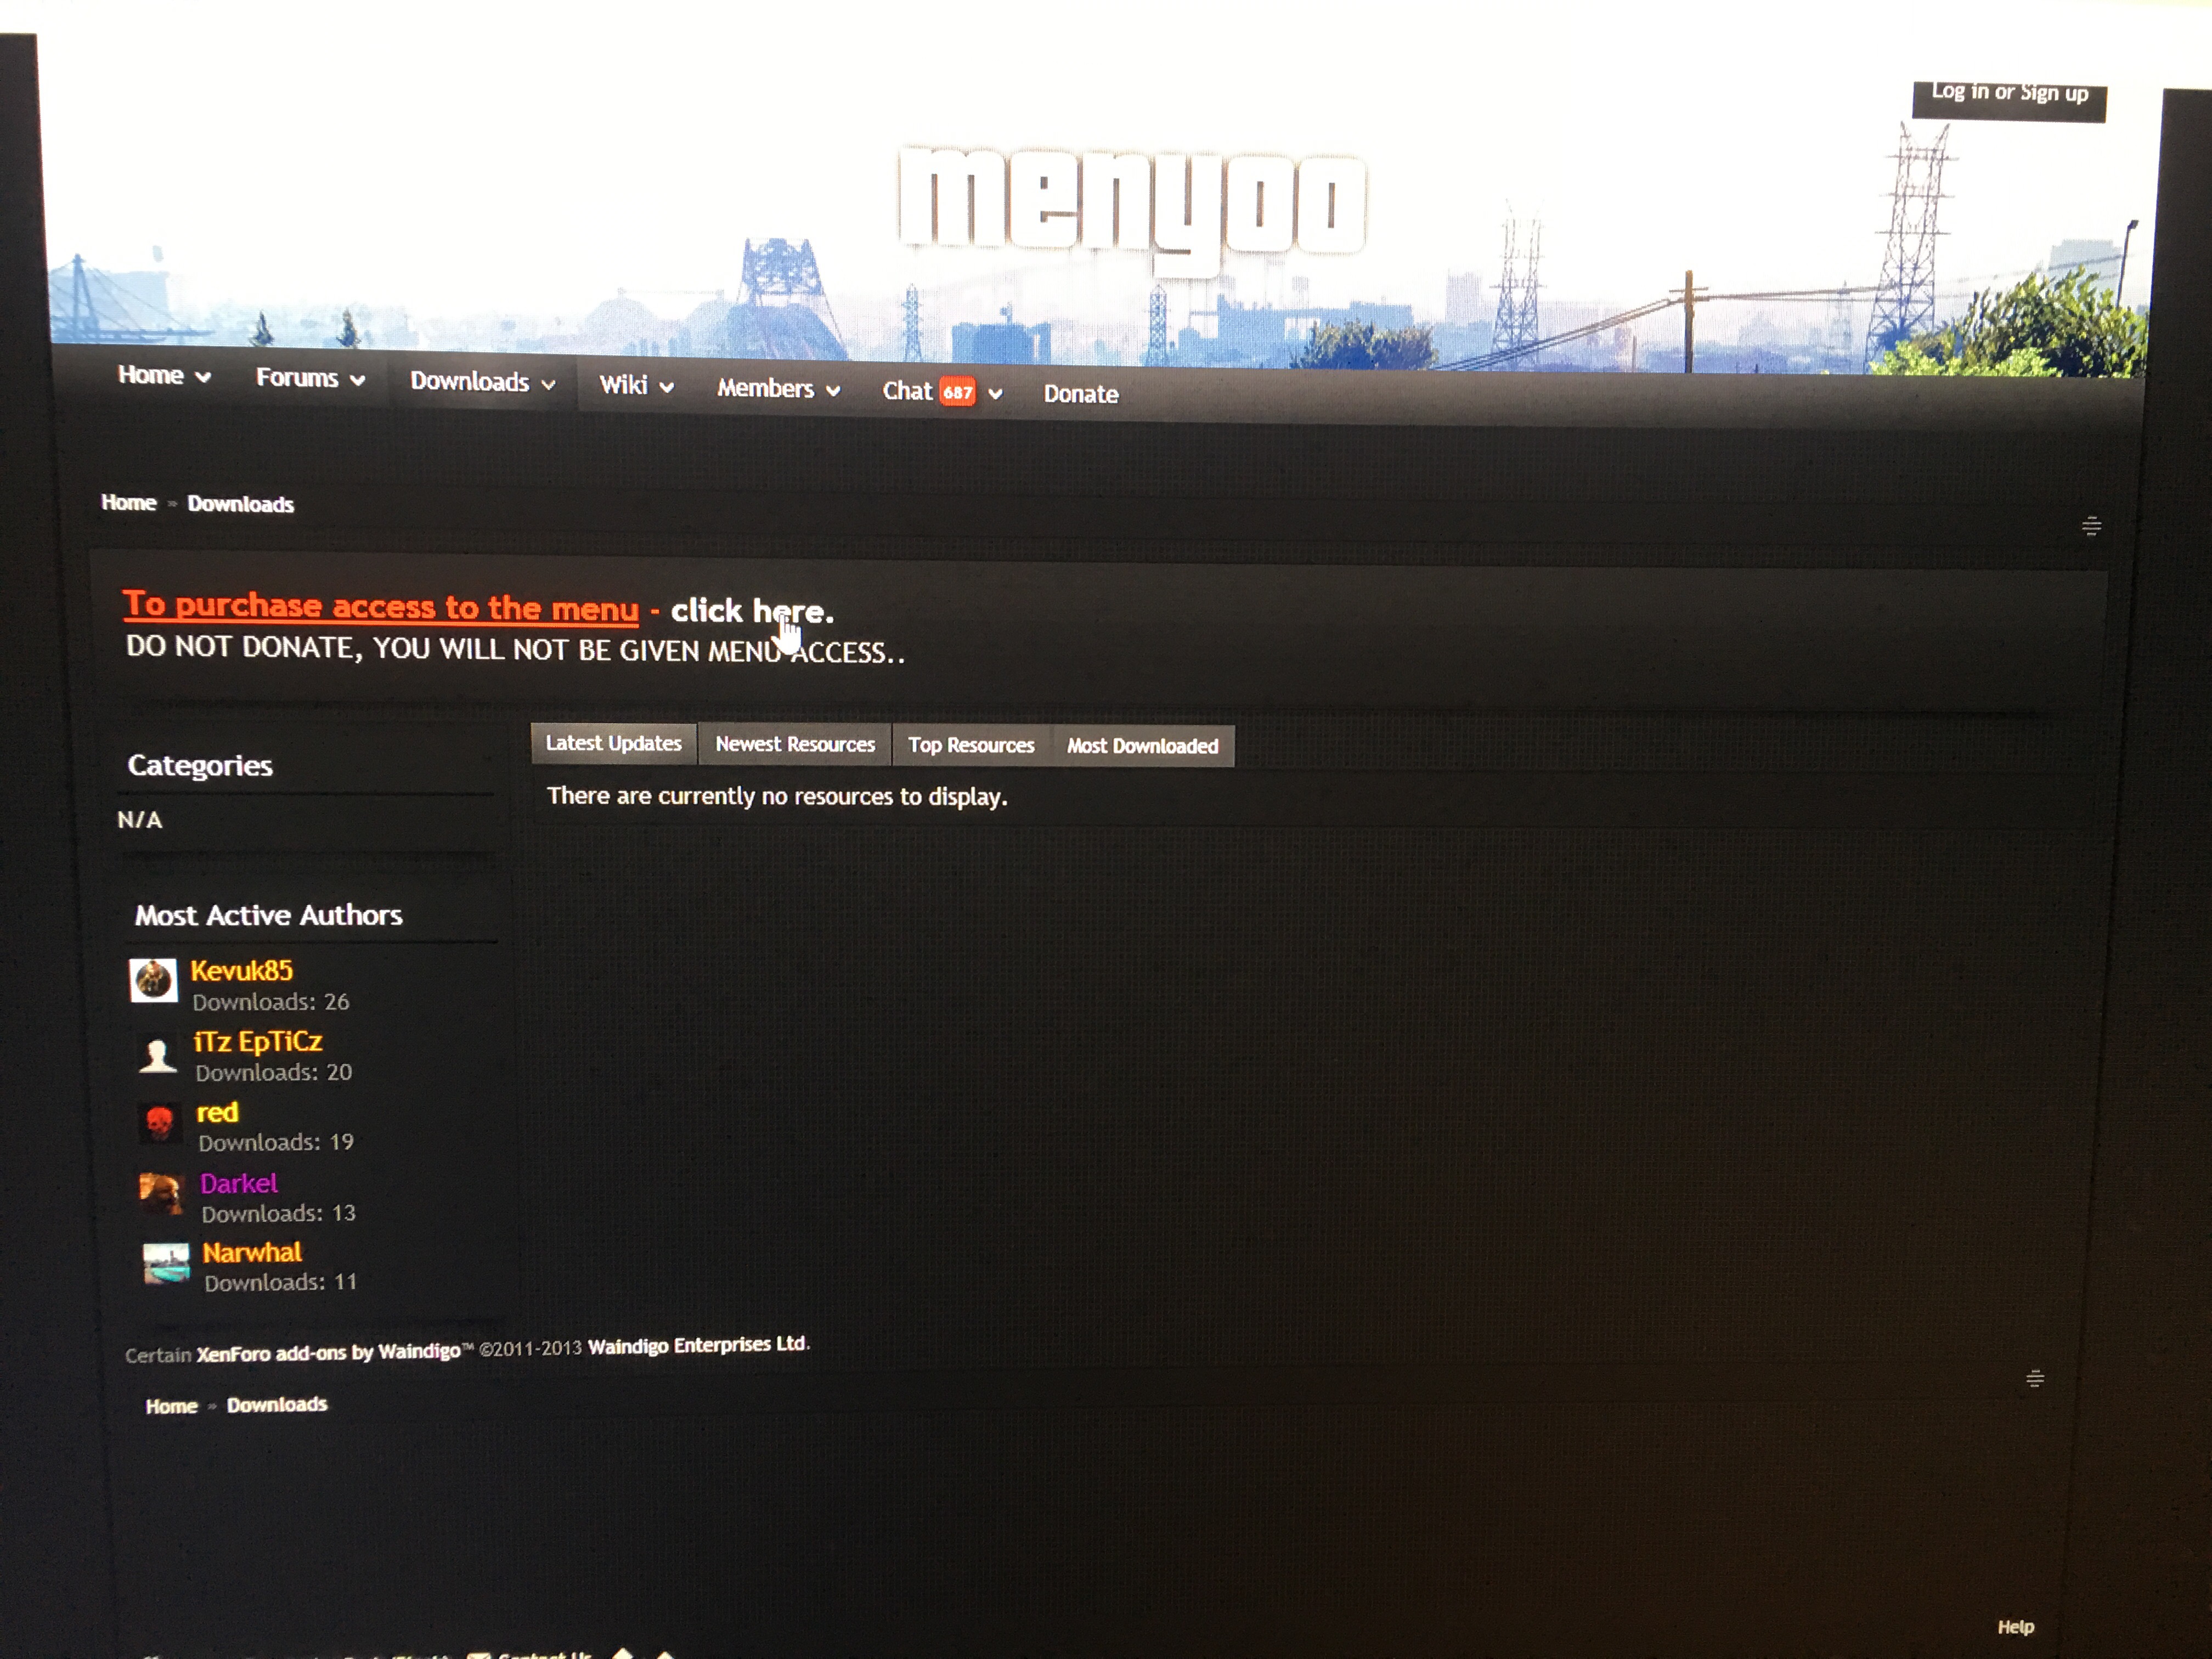 Log in or Sign up
menyoo
Home Forums Downloads Wiki Members Chat 687 Donate
Home » Downloads
To purchase access to the menu - click here.
DO NOT DONATE, YOU WILL NOT BE GIVEN MENU ACCESS..
Latest Updates Newest Resources Top Resources Most Downloaded
There are currently no resources to display.
Categories
N/A
Most Active Authors
Kevuk85
Downloads: 26
iTz EpTiCz
Downloads: 20
red
Downloads: 19
Darkel
Downloads: 13
Narwhal
Downloads: 11
Certain XenForo add-ons by Waindigo™ ©2011-2013 Waindigo Enterprises Ltd.
Home » Downloads
Help
Contact Us